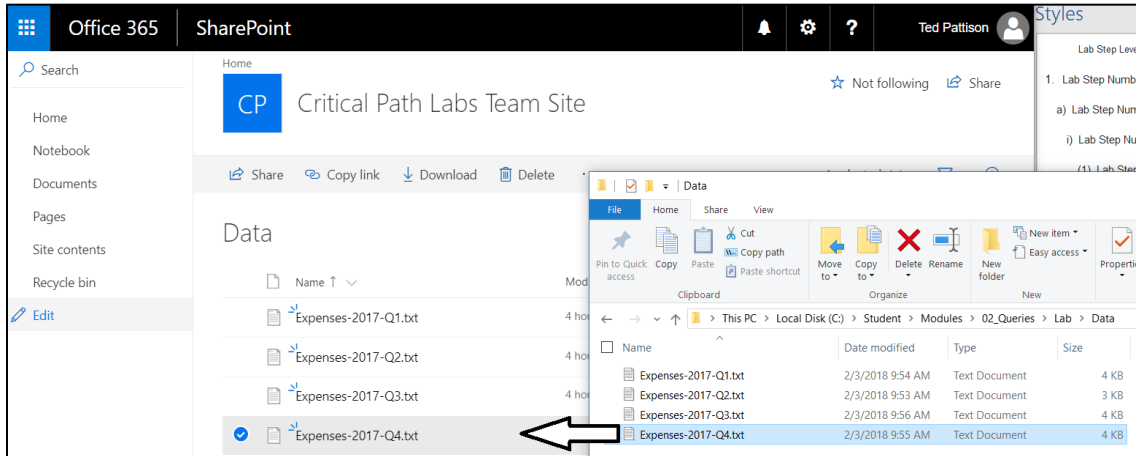 Office 365
SharePoint
?
Ted Pattison
Styles
Search
Home
Notebook
Documents
Pages
Site contents
Recycle bin
Edit
Home
CP
Critical Path Labs Team Site
Not following
Share
Lab Step Leve
1. Lab Step Numb
a) Lab Step Num
i) Lab Step Nu
(1) Lab Step
Share
Copy link
Download
Delete
Data
Name
Mod
Expenses-2017-Q1.txt
4 hou
Expenses-2017-Q2.txt
4 hou
Expenses-2017-Q3.txt
4 hou
Expenses-2017-Q4.txt
Data
File
Home
Share
View
Pin to Quick access
Copy
Paste
Cut
Copy path
Paste shortcut
Clipboard
Move to
Copy to
Delete
Rename
Organize
New folder
New item
Easy access
New
Properti
> This PC > Local Disk (C:) > Student > Modules > 02_Queries > Lab > Data
Name Date modified Type Size
Expenses-2017-Q1.txt 2/3/2018 9:54 AM Text Document 4 KB
Expenses-2017-Q2.txt 2/3/2018 9:53 AM Text Document 3 KB
Expenses-2017-Q3.txt 2/3/2018 9:56 AM Text Document 4 KB
Expenses-2017-Q4.txt 2/3/2018 9:55 AM Text Document 4 KB